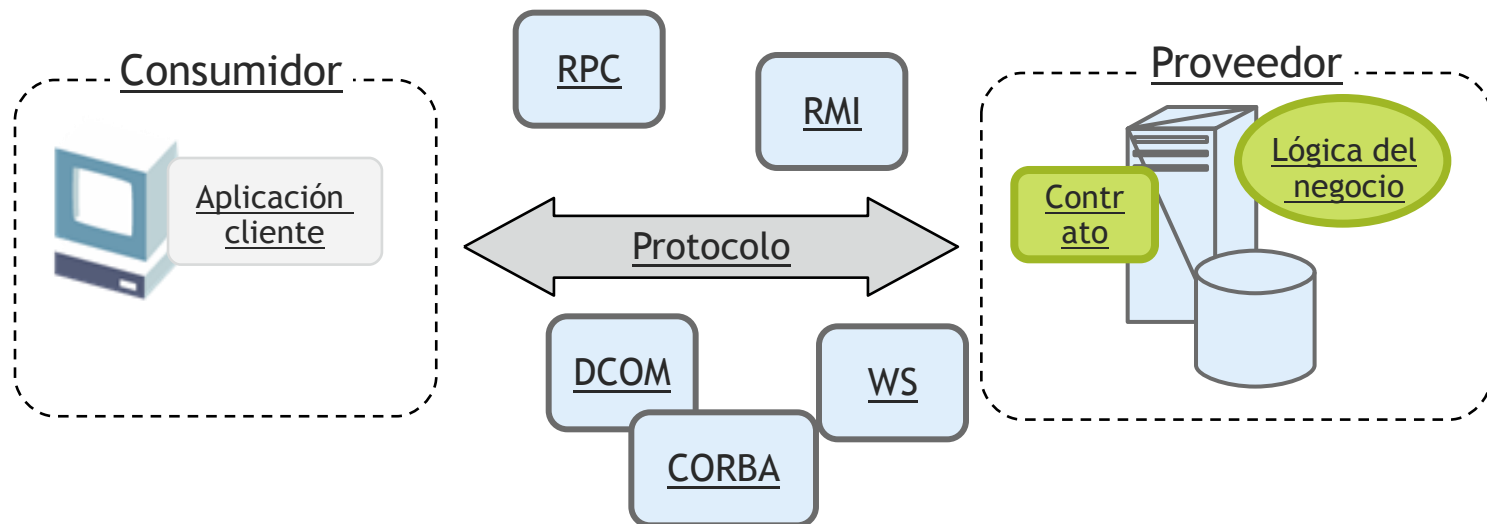 Consumidor
Aplicación
cliente
RPC
RMI
Protocolo
DCOM
WS
CORBA
Proveedor
Lógica del
negocio
Contr
ato